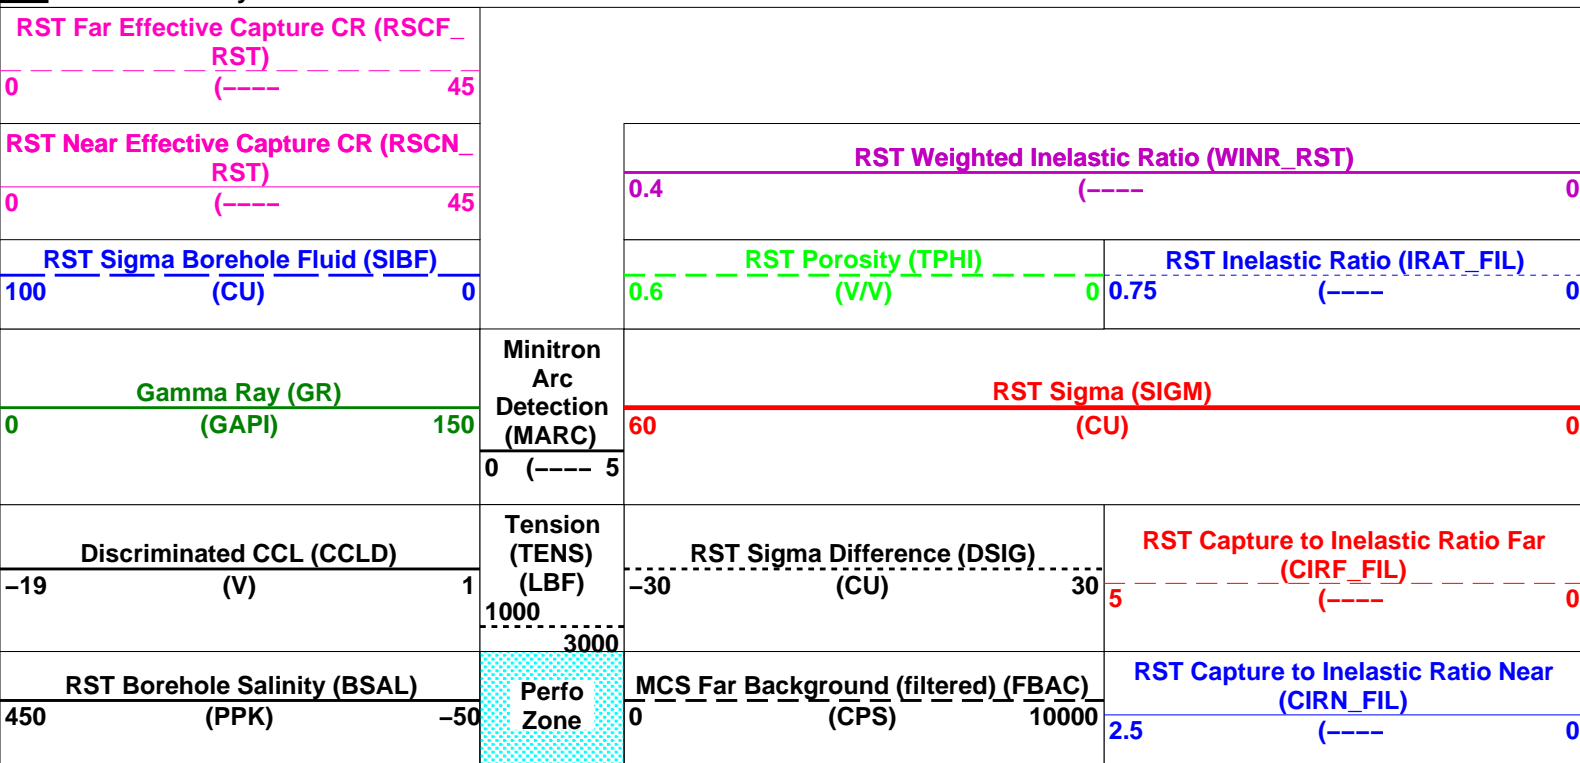 RST Far Effective Capture CR (RSCF_
RST)
0 (−−−− 45
RST Near Effective Capture CR (RSCN_
RST)
0 (−−−− 45
RST Weighted Inelastic Ratio (WINR_RST)
0.4 (−−−− 0
RST Sigma Borehole Fluid (SIBF)
100 (CU) 0
RST Porosity (TPHI)
0.6 (V/V) 0
RST Inelastic Ratio (IRAT_FIL)
0.75 (−−−− 0
Gamma Ray (GR)
0 (GAPI) 150
Minitron
Arc
Detection
(MARC)
0 (−−−− 5
RST Sigma (SIGM)
60 (CU) 0
Discriminated CCL (CCLD)
−19 (V) 1
Tension
(TENS)
(LBF)
1000
3000
RST Sigma Difference (DSIG)
−30 (CU) 30
RST Capture to Inelastic Ratio Far
(CIRF_FIL)
5 (−−−− 0
RST Borehole Salinity (BSAL)
450 (PPK) −50
Perfo
Zone
MCS Far Background (filtered) (FBAC)
0 (CPS) 10000
RST Capture to Inelastic Ratio Near
(CIRN_FIL)
2.5 (−−−− 0